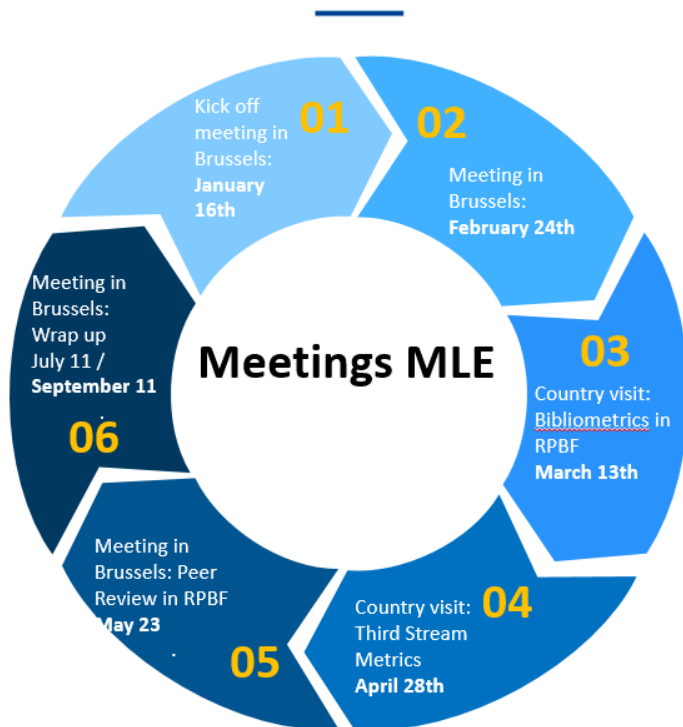 01
Kick off
meeting in
Brussels:
January
16th
02
Meeting in
Brussels:
February 24th
03
Country visit:
Bibliometrics in
RPBF
March 13th
04
Country visit:
Third Stream
Metrics
April 28th
05
Meeting in
Brussels: Peer
Review in RPBF
May 23
.
06
Meeting in
Brussels:
Wrap up
July 11 /
September 11
.
Meetings MLE